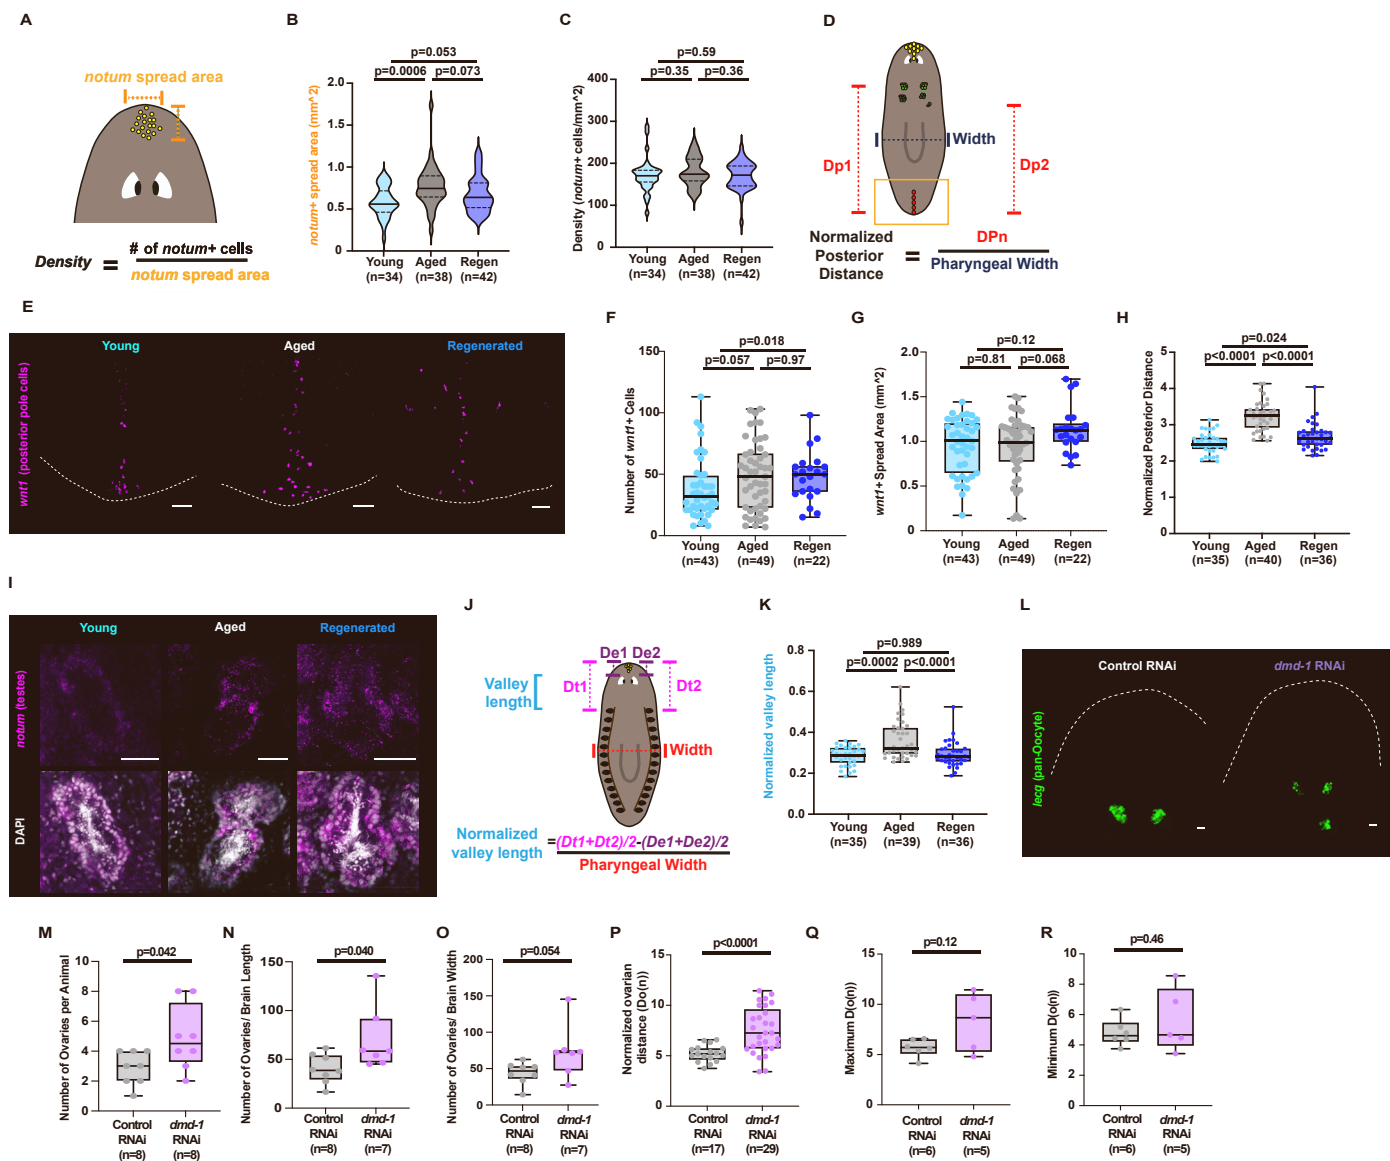 A
notum spread area
Density = # of notum+ cells
notum spread area
B
p=0.053
p=0.0006 p=0.073
notum+ spread area (mm^2)
2.0
1.5
1.0
0.5
0
Young Aged Regen
(n=34) (n=38) (n=42)
C
p=0.59
p=0.35 p=0.36
Density (notum+ cells/mm^2)
400
300
200
100
0
Young Aged Regen
(n=34) (n=38) (n=42)
D
Dp1
Width
Dp2
Normalized
Posterior
Distance
= DPn
Pharyngeal Width
E
Young Aged Regenerated
wnt1 (posterior pole cells)
F
p=0.018
p=0.057 p=0.97
Number of wnt1+ Cells
150
100
50
0
Young Aged Regen
(n=43) (n=49) (n=22)
G
p=0.12
p=0.81 p=0.068
wnt1+ Spread Area (mm^2)
2.0
1.5
1.0
0.5
0
Young Aged Regen
(n=43) (n=49) (n=22)
H
p=0.024
p<0.0001 p<0.0001
Normalized Posterior Distance
5
4
3
2
1
0
Young Aged Regen
(n=35) (n=40) (n=36)
I
Young Aged Regenerated
notum (testes)
DAPI
J
De1 De2
Valley
length
Dt1
Dt2
Width
Normalized
valley length
=(Dt1+Dt2)/2-(De1+De2)/2
Pharyngeal Width
K
p=0.989
p=0.0002 p<0.0001
Normalized valley length
0.8
0.6
0.4
0.2
0.0
Young Aged Regen
(n=35) (n=39) (n=36)
L
Control RNAi dmd-1 RNAi
lecg (pan-Oocyte)
M
p=0.042
Number of Ovaries per Animal
10
8
6
4
2
0
Control
RNAi
(n=8)
dmd-1
RNAi
(n=8)
N
p=0.040
Number of Ovaries/ Brain Length
150
100
50
0
Control
RNAi
(n=8)
dmd-1
RNAi
(n=7)
O
p=0.054
Number of Ovaries/ Brain Width
200
150
100
50
0
Control
RNAi
(n=8)
dmd-1
RNAi
(n=7)
P
p<0.0001
Normalized ovarian
distance (Do(n))
15
10
5
0
Control
RNAi
(n=17)
dmd-1
RNAi
(n=29)
Q
p=0.12
Maximum D(o(n))
15
10
5
0
Control
RNAi
(n=6)
dmd-1
RNAi
(n=5)
R
p=0.46
Minimum D(o(n))
10
8
6
4
2
0
Control
RNAi
(n=6)
dmd-1
RNAi
(n=5)